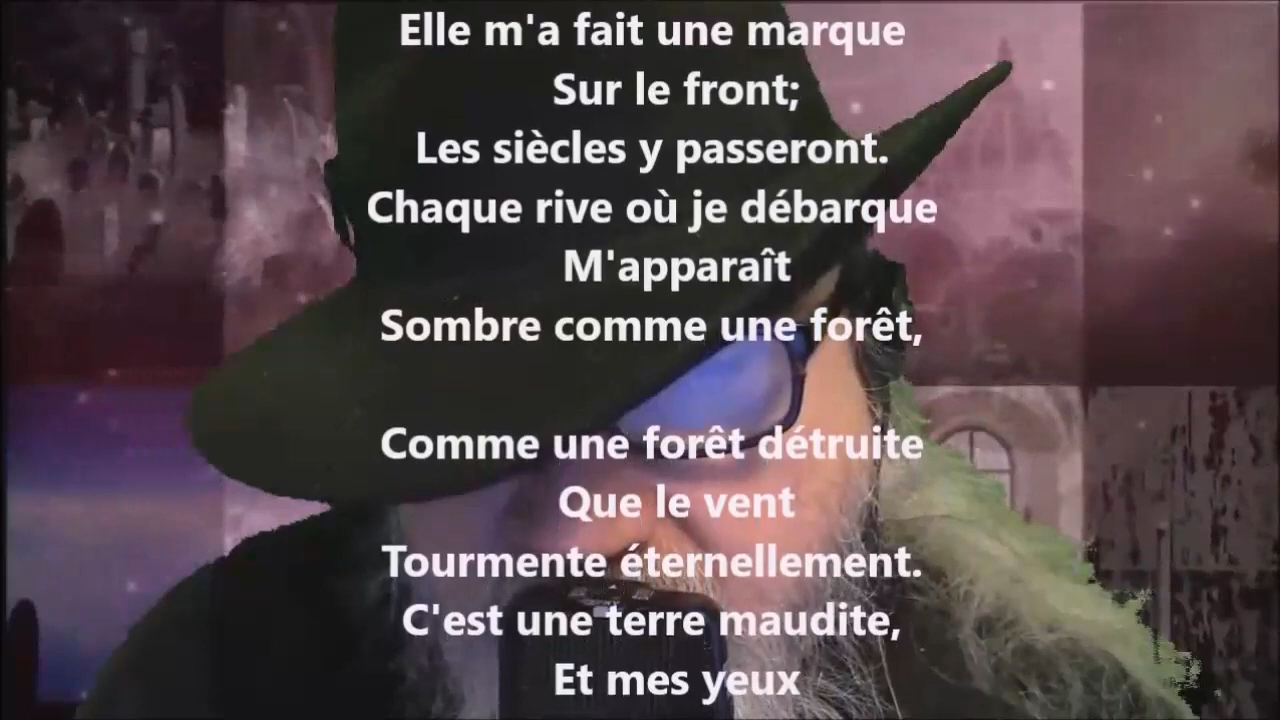 Elle m'a fait une marque
Sur le front;
Les siècles y passeront.
Chaque rive où je débarque
M'apparaît
Sombre comme une forêt,
Comme une forêt détruite
Que le vent
Tourmente éternellement.
C'est une terre maudite,
Et mes yeux